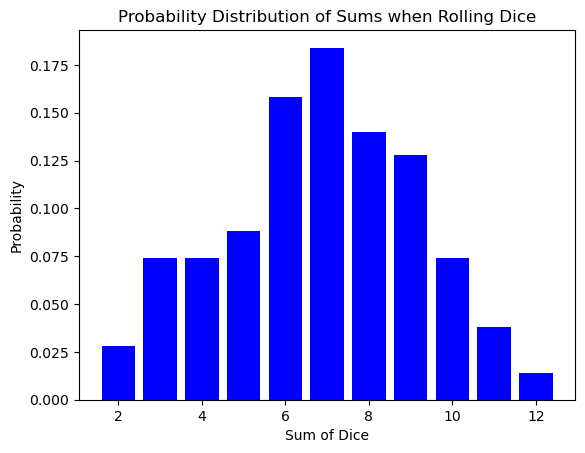 Probability Distribution of Sums when Rolling Dice
0.175
0.150
0.125
0.100
0.075
0.050
0.025
0.000
Probability
2 4 6 8 10 12
Sum of Dice